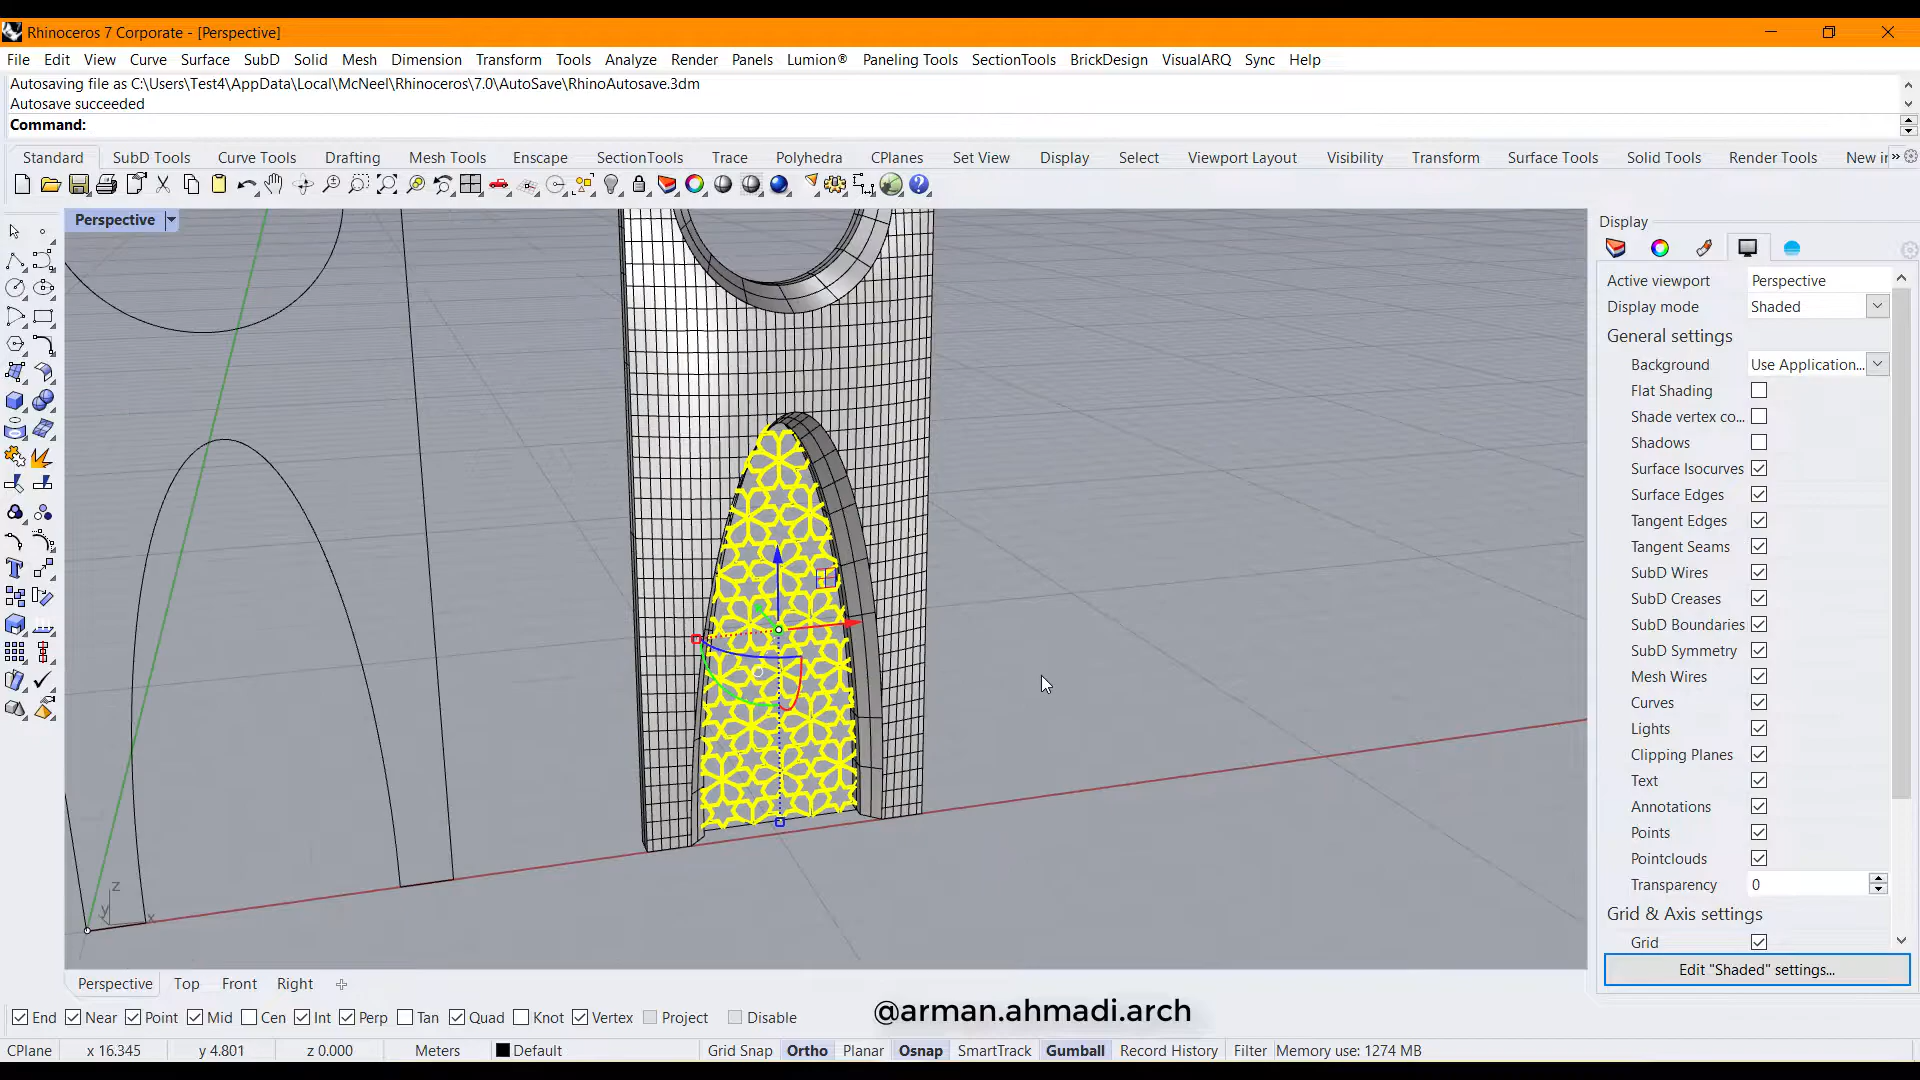 Rhinoceros 7 Corporate - [Perspective]
File Edit View Curve Surface SubD Solid Mesh Dimension Transform Tools Analyze Render Panels Lumion® Paneling Tools SectionTools BrickDesign VisualARQ Sync Help
Autosaving file as C:\Users\Test4\AppData\Local\McNeel\Rhinoceros\7.0\AutoSave\RhinoAutosave.3dm
Autosave succeeded
Command:
Standard SubD Tools Curve Tools Drafting Mesh Tools Enscape SectionTools Trace Polyhedra CPlanes Set View Display Select Viewport Layout Visibility Transform Surface Tools Solid Tools Render Tools New in »
Perspective
Display
Active viewport Perspective
Display mode Shaded
General settings
Background Use Application...
Flat Shading
Shade vertex co...
Shadows
Surface Isocurves
Surface Edges
Tangent Edges
Tangent Seams
SubD Wires
SubD Creases
SubD Boundaries
SubD Symmetry
Mesh Wires
Curves
Lights
Clipping Planes
Text
Annotations
Points
Pointclouds
Transparency 0
Grid & Axis settings
Grid
Edit "Shaded" settings...
z
y
x
Perspective Top Front Right
End Near Point Mid Cen Int Perp Tan Quad Knot Vertex Project Disable
@arman.ahmadi.arch
CPlane x 16.345 y 4.801 z 0.000 Meters Default Grid Snap Ortho Planar Osnap SmartTrack Gumball Record History Filter Memory use: 1274 MB